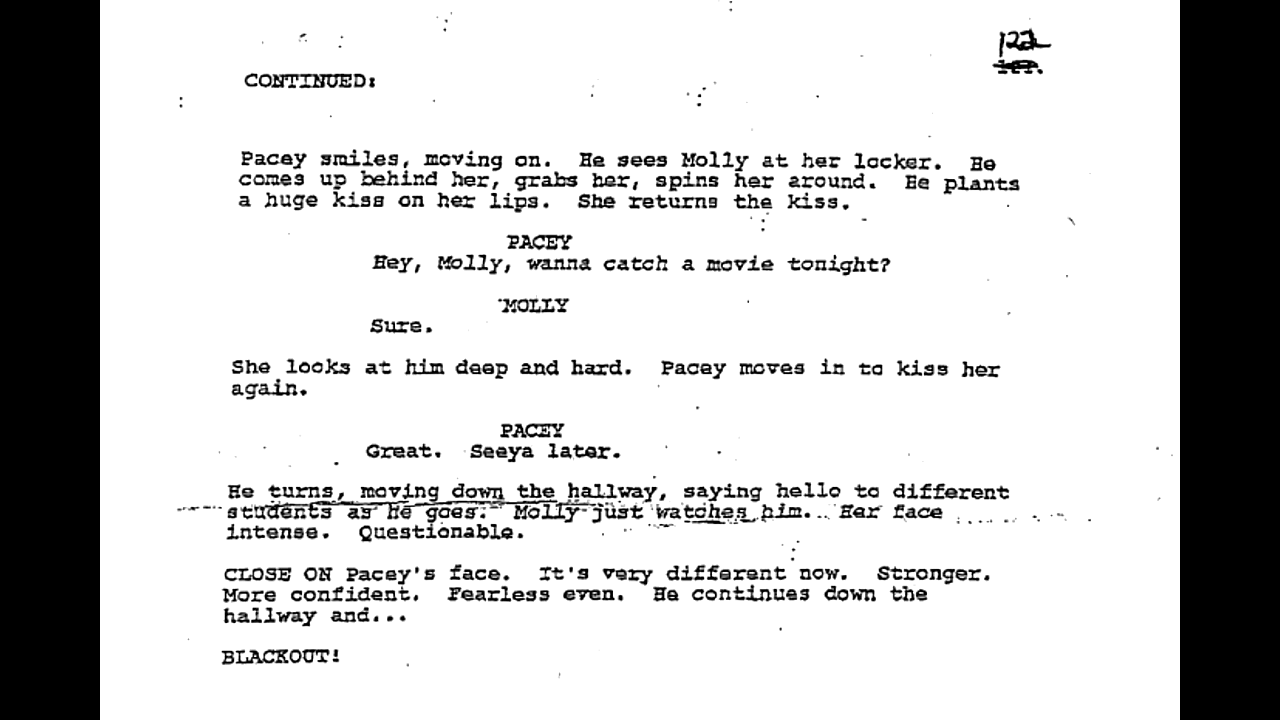 122
CONTINUED:
Pacey smiles, moving on. He sees Molly at her locker. He
comes up behind her, grabs her, spins her around. He plants
a huge kiss on her lips. She returns the kiss.
PACEY
Hey, Molly, wanna catch a movie tonight?
MOLLY
Sure.
She looks at him deep and hard. Pacey moves in to kiss her
again.
PACEY
Great. Seeya later.
He turns, moving down the hallway, saying hello to different
students as he goes. Molly just watches him. Her face
intense. Questionable.
CLOSE ON Pacey's face. It's very different now. Stronger.
More confident. Fearless even. He continues down the
hallway and...
BLACKOUT!